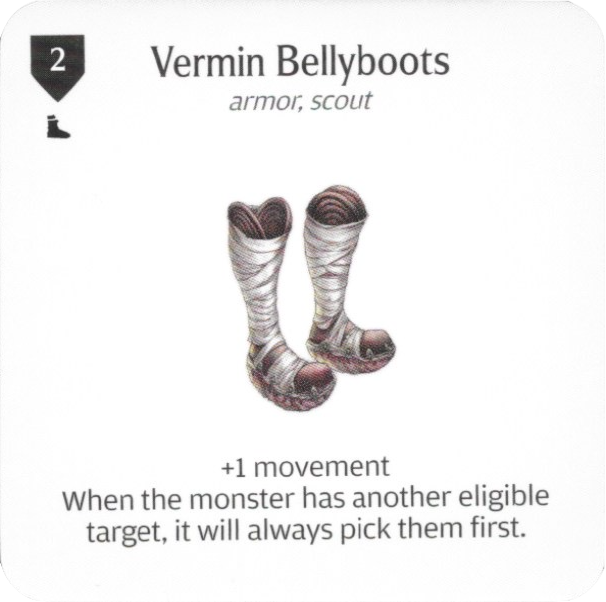 2
Vermin Bellyboots
armor, scout
+1 movement
When the monster has another eligible
target, it will always pick them first.